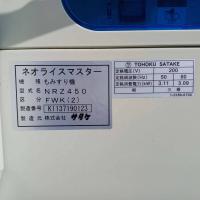 ネオライスマスター
機種 もみすり機
型式名 NRZ450
区分 FWK(2)
製造番号 K1137190123
製造元 株式会社 サタケ
TOHOKU SATAKE
定格電圧(V) 200
定格周波数(Hz) 50 60
定格消費電力(kW) 3.11 3.09